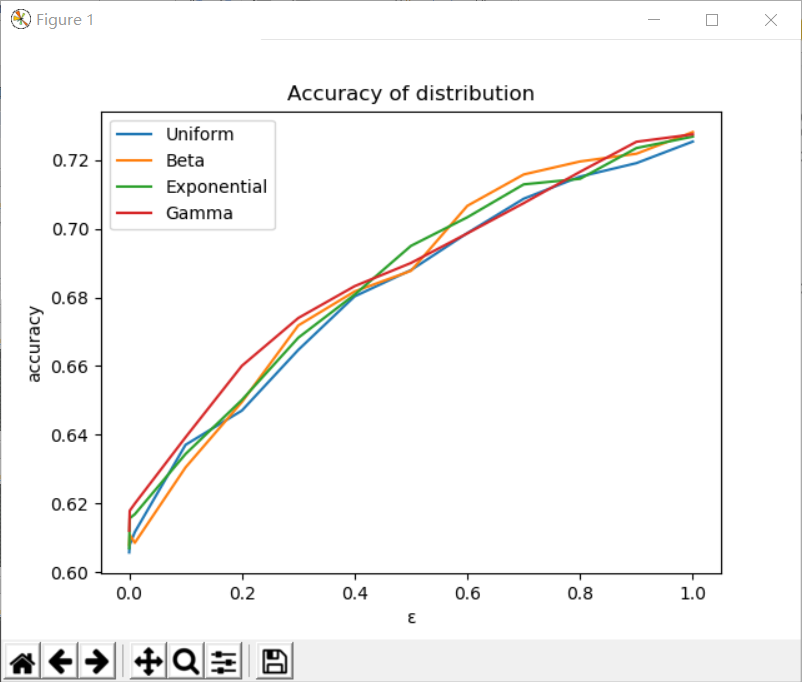 Figure 1
Accuracy of distribution
Uniform
Beta
Exponential
Gamma
0.72
0.70
0.68
0.66
0.64
0.62
0.60
accuracy
0.0 0.2 0.4 0.6 0.8 1.0
ε